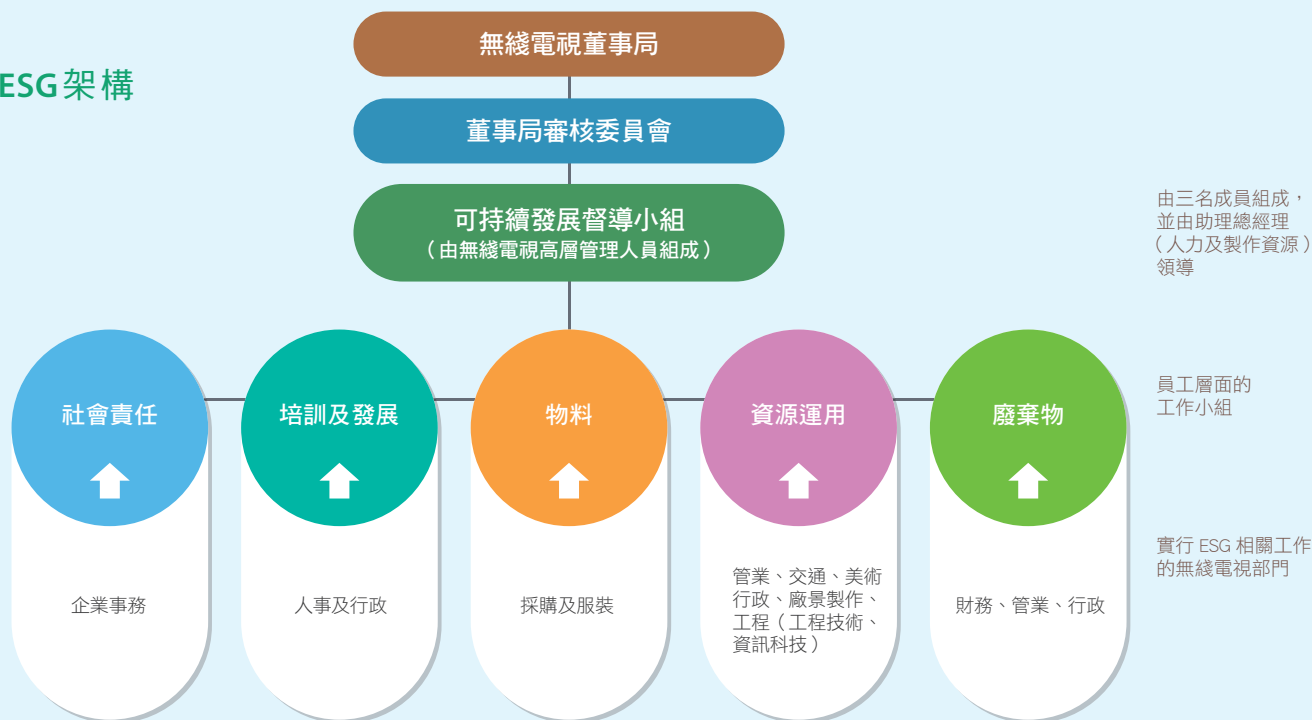 ESG架構
無綫電視董事局
董事局審核委員會
可持續發展督導小組
（由無綫電視高層管理人員組成）
由三名成員組成，
並由助理總經理
（人力及製作資源）
領導
社會責任
培訓及發展
物料
資源運用
廢棄物
員工層面的
工作小組
企業事務
人事及行政
採購及服裝
管業、交通、美術
行政、廠景製作、
工程（工程技術、
資訊科技）
財務、管業、行政
實行 ESG 相關工作
的無綫電視部門